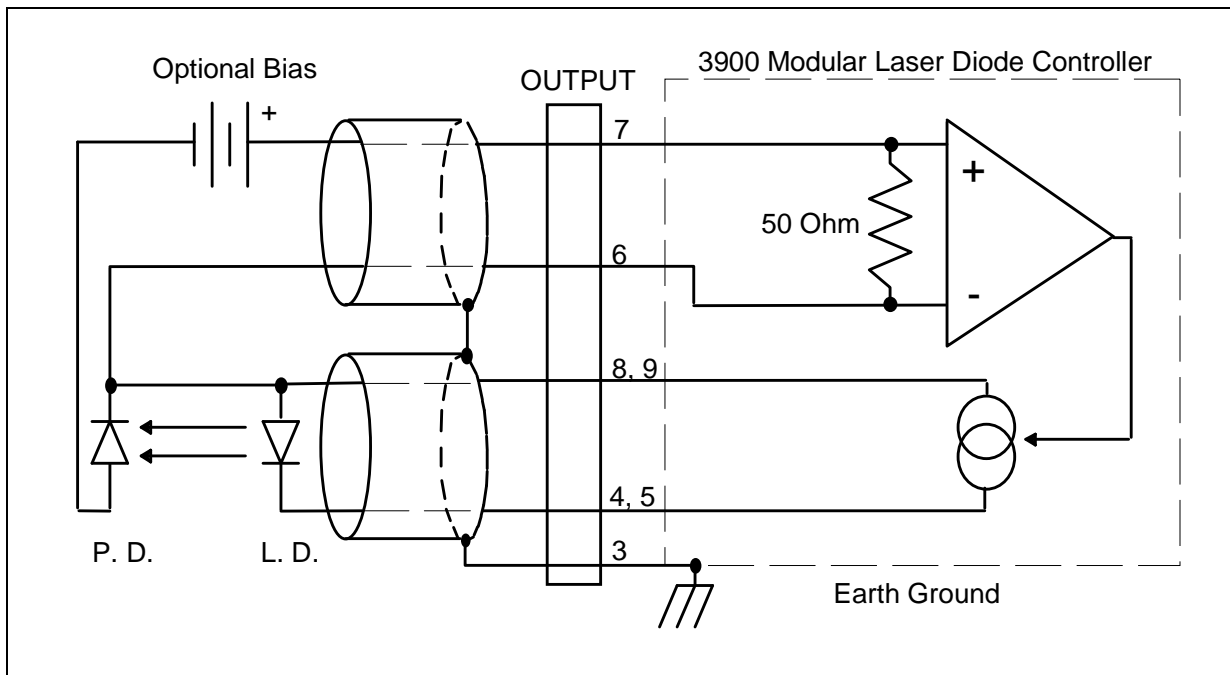 3900 Modular Laser Diode Controller
Optional Bias
OUTPUT
+
7
+
50 Ohm
6
-
8, 9
4, 5
P. D.
L. D.
3
Earth Ground